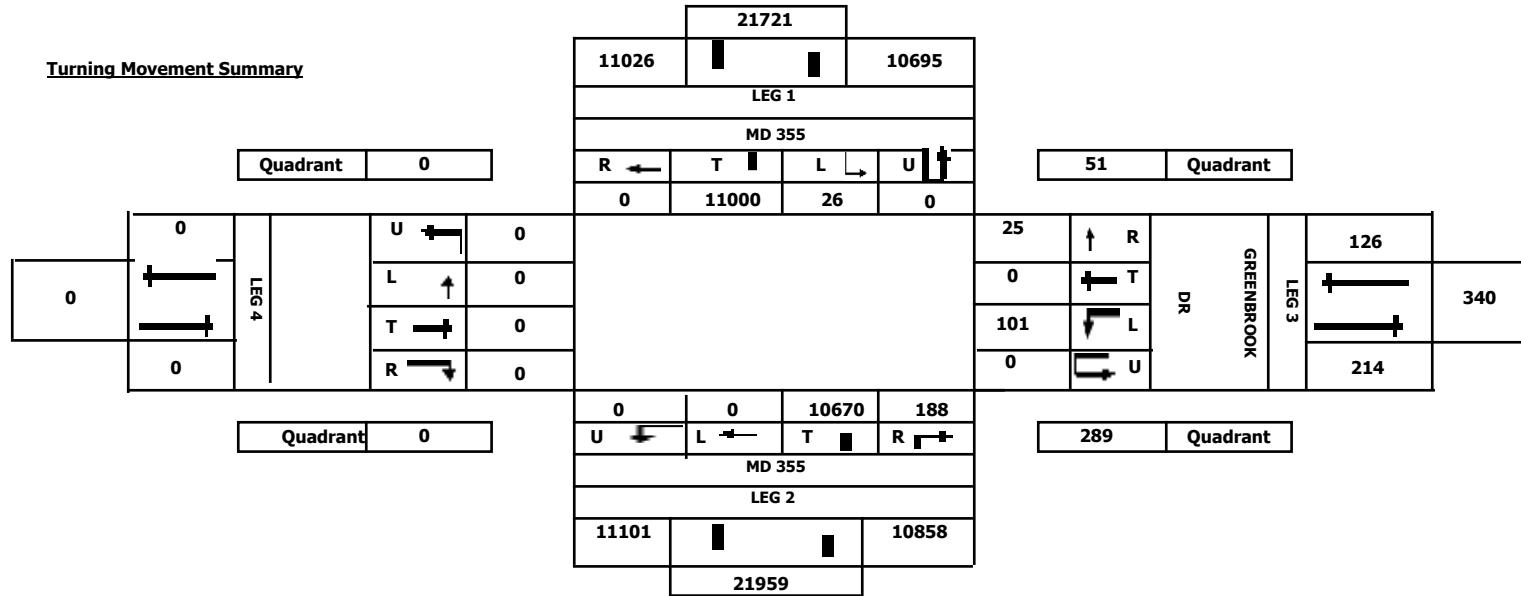 21721
Turning Movement Summary
11026 10695
LEG 1
MD 355
Quadrant 0
R T L U
51 Quadrant
0 11000 26 0
0 U 0
25 R
126
0
LEG 4
L 0
0 T
DR
GREENBROOK
LEG 3
340
T 0
101 L
0 R 0
0 U
214
0 0 10670 188
Quadrant 0
U L T R
289 Quadrant
MD 355
LEG 2
11101 10858
21959